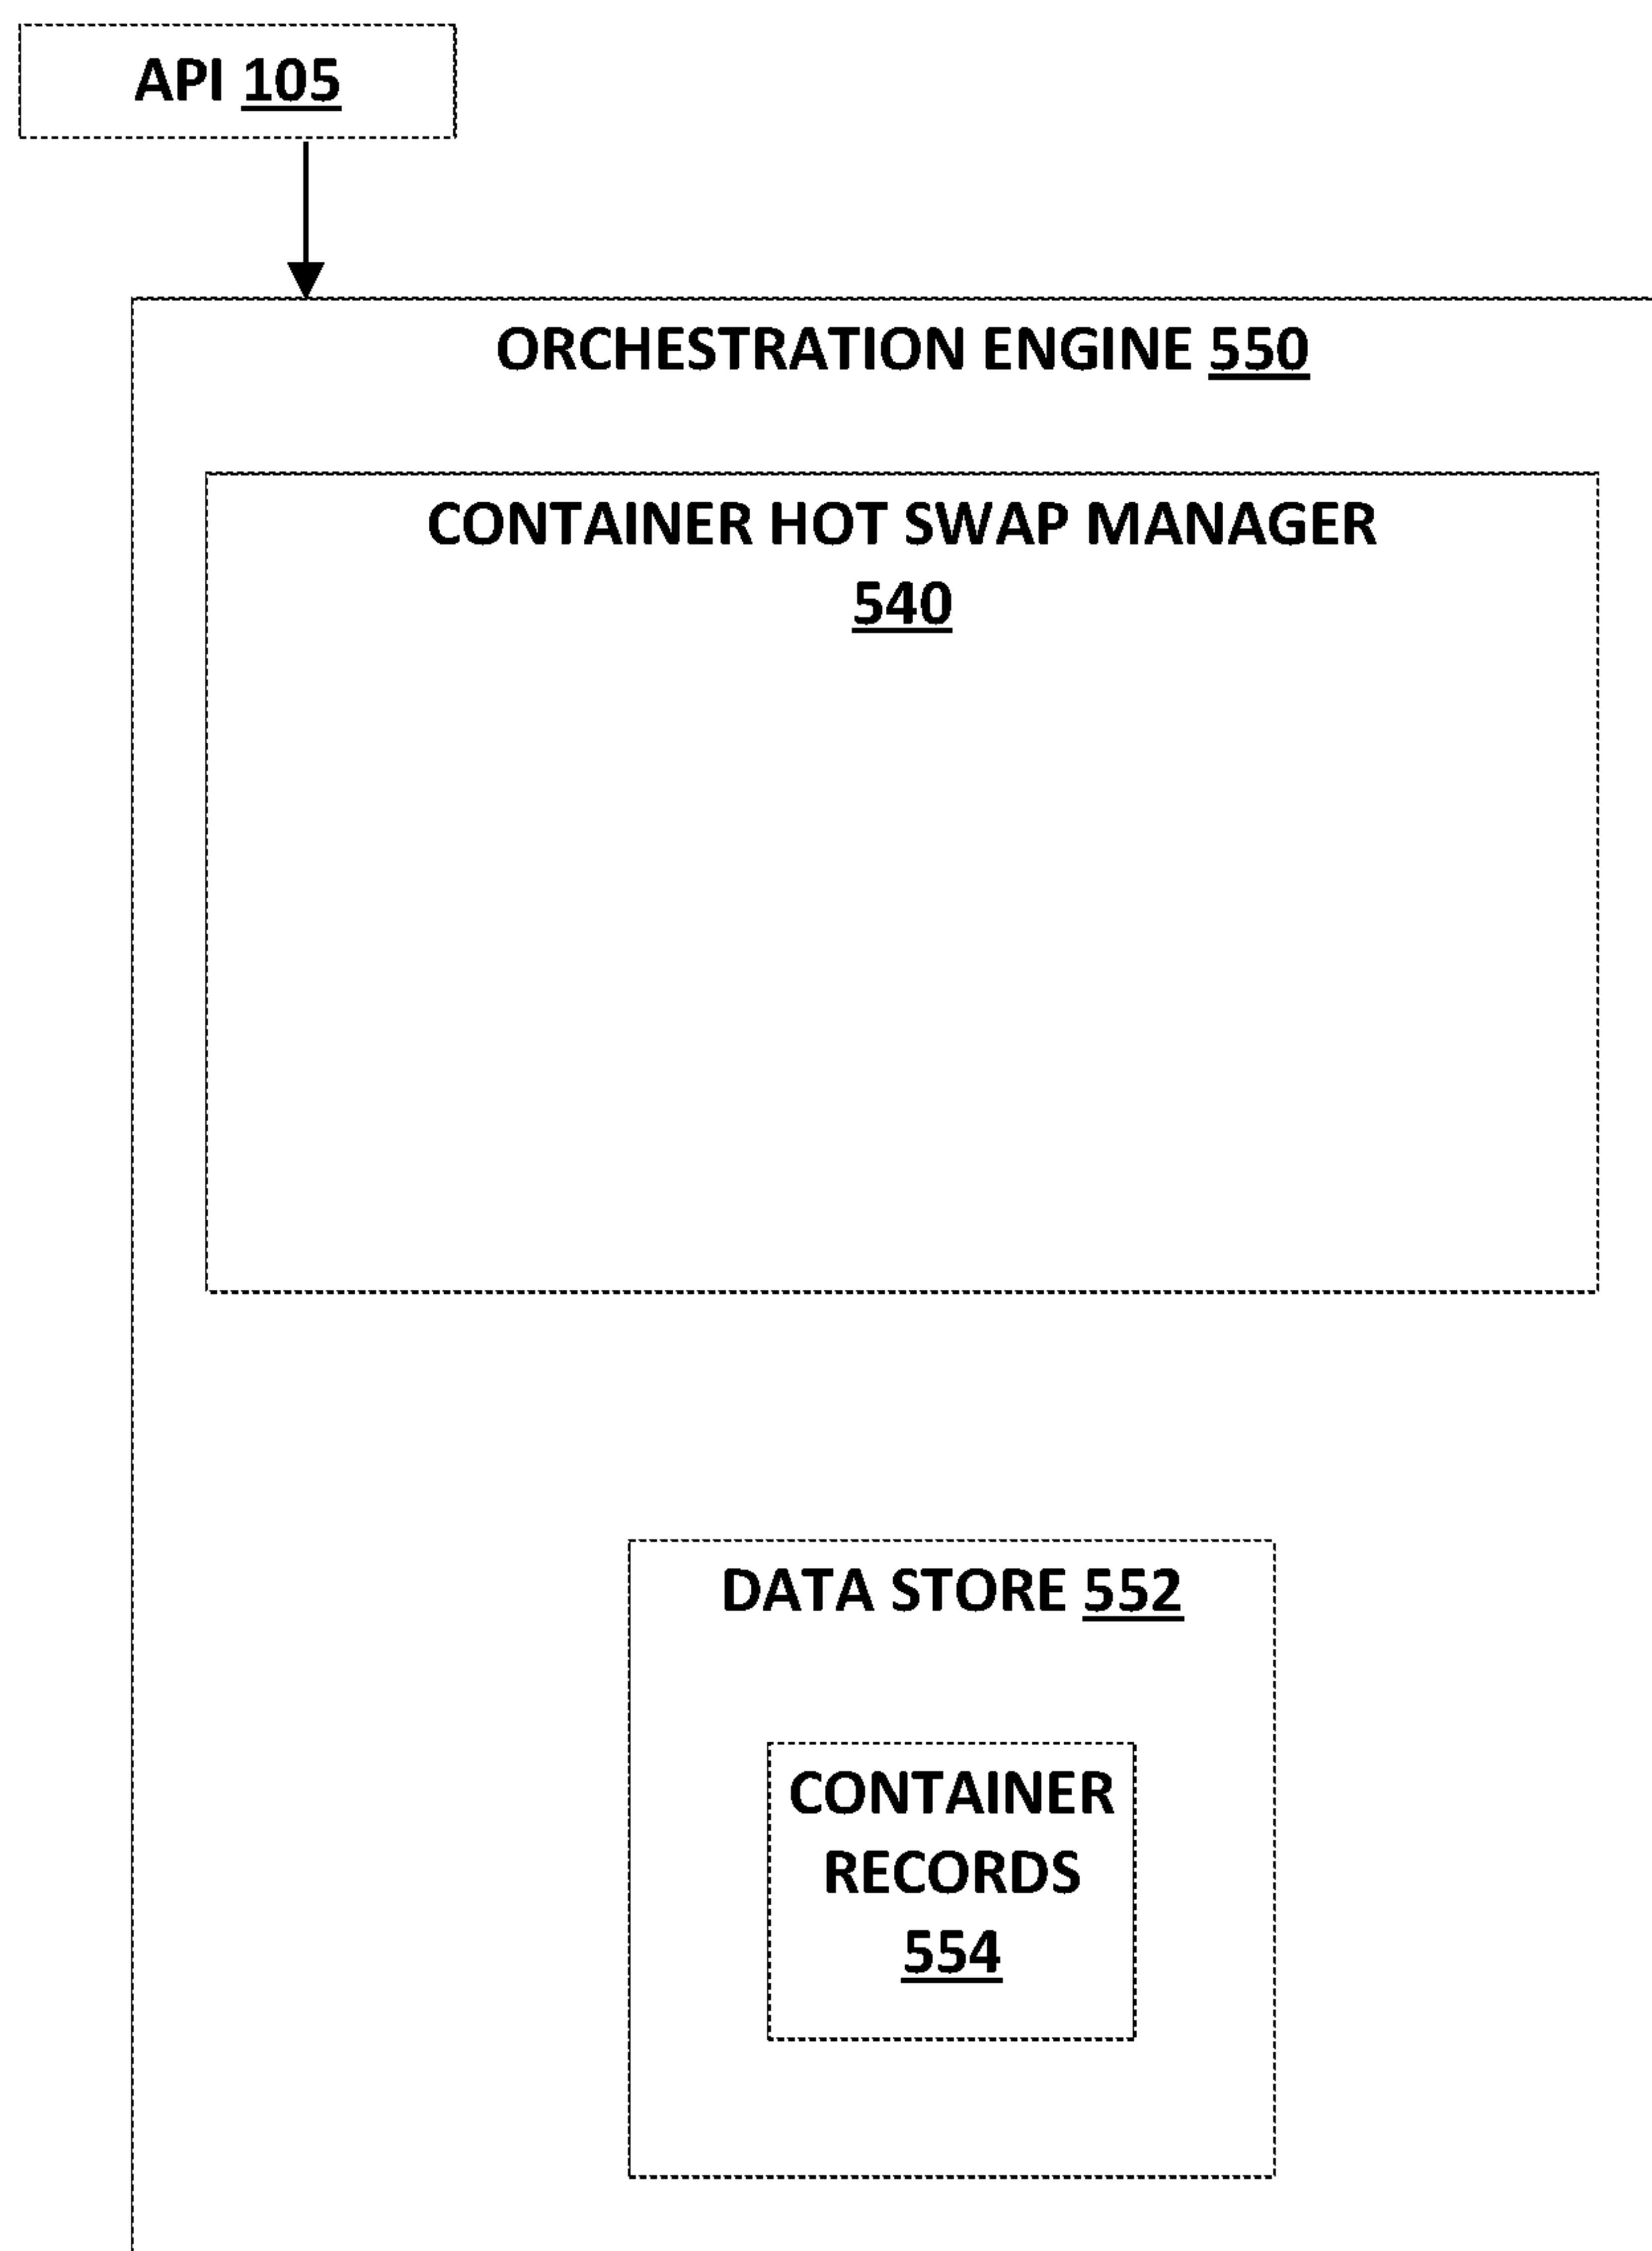 API 105
ORCHESTRATION ENGINE 550
CONTAINER HOT SWAP MANAGER
540
DATA STORE 552
CONTAINER
RECORDS
554